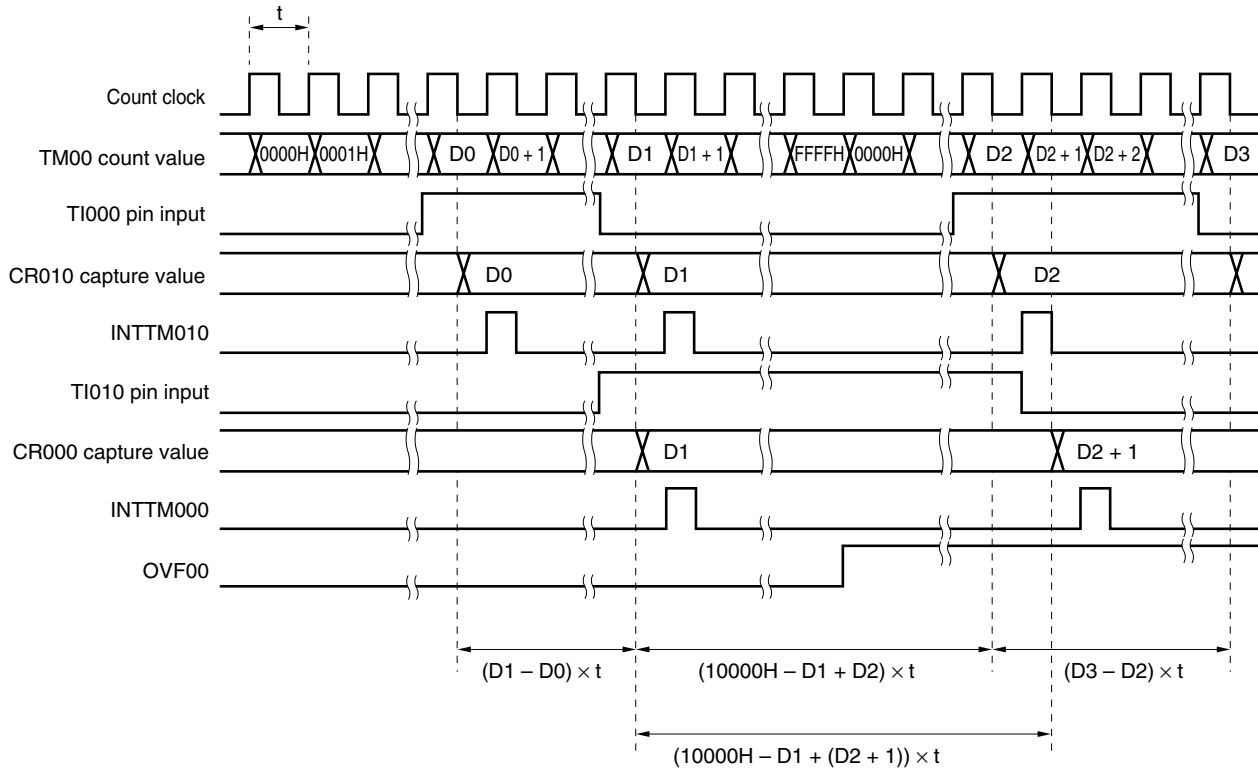 t
Count clock
TM00 count value
0000H 0001H D0 D0 + 1 D1 D1 + 1 FFFFH 0000H D2 D2 + 1 D2 + 2 D3
TI000 pin input
CR010 capture value
D0 D1 D2
INTTM010
TI010 pin input
CR000 capture value
D1 D2 + 1
INTTM000
OVF00
(D1 – D0) × t (10000H – D1 + D2) × t (D3 – D2) × t
(10000H – D1 + (D2 + 1)) × t